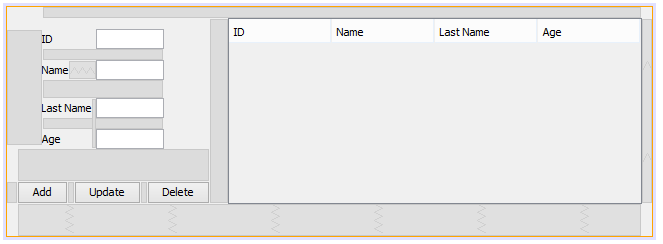 ID
Name
Last Name
Age
Add Update Delete
ID Name Last Name Age